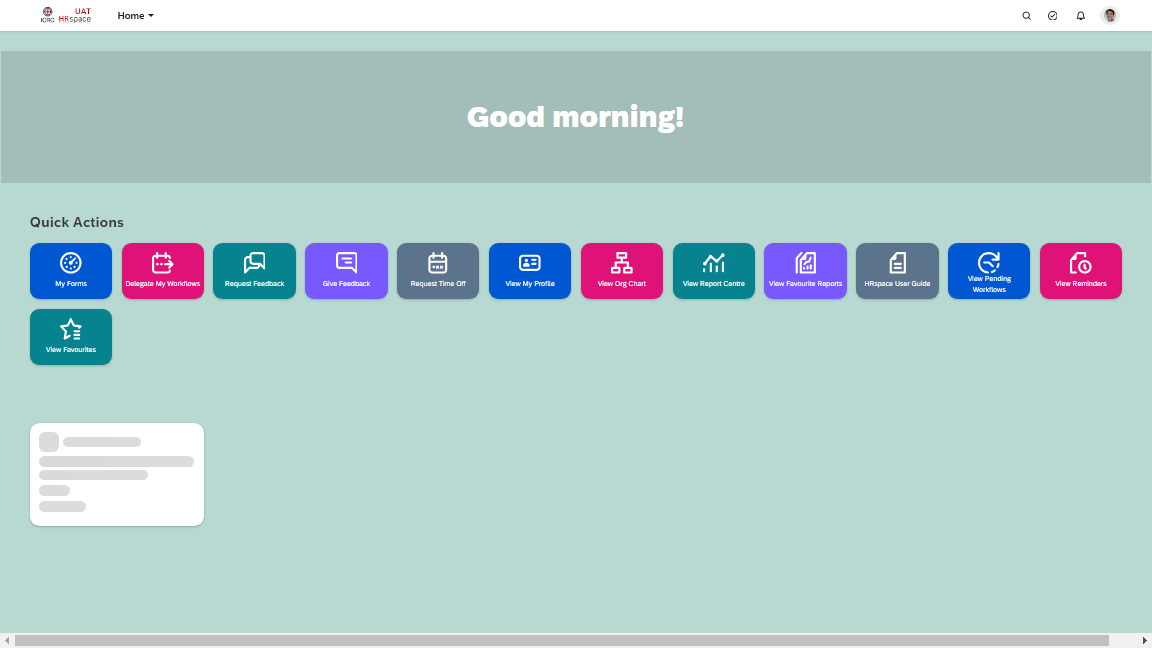 ICRC
UAT
HRspace
Home
Good morning!
Quick Actions
My Forms
Delegate My Workflows
Request Feedback
Give Feedback
Request Time Off
View My Profile
View Org Chart
View Report Centre
View Favourite Reports
HRspace User Guide
View Pending
Workflows
View Reminders
View Favourites